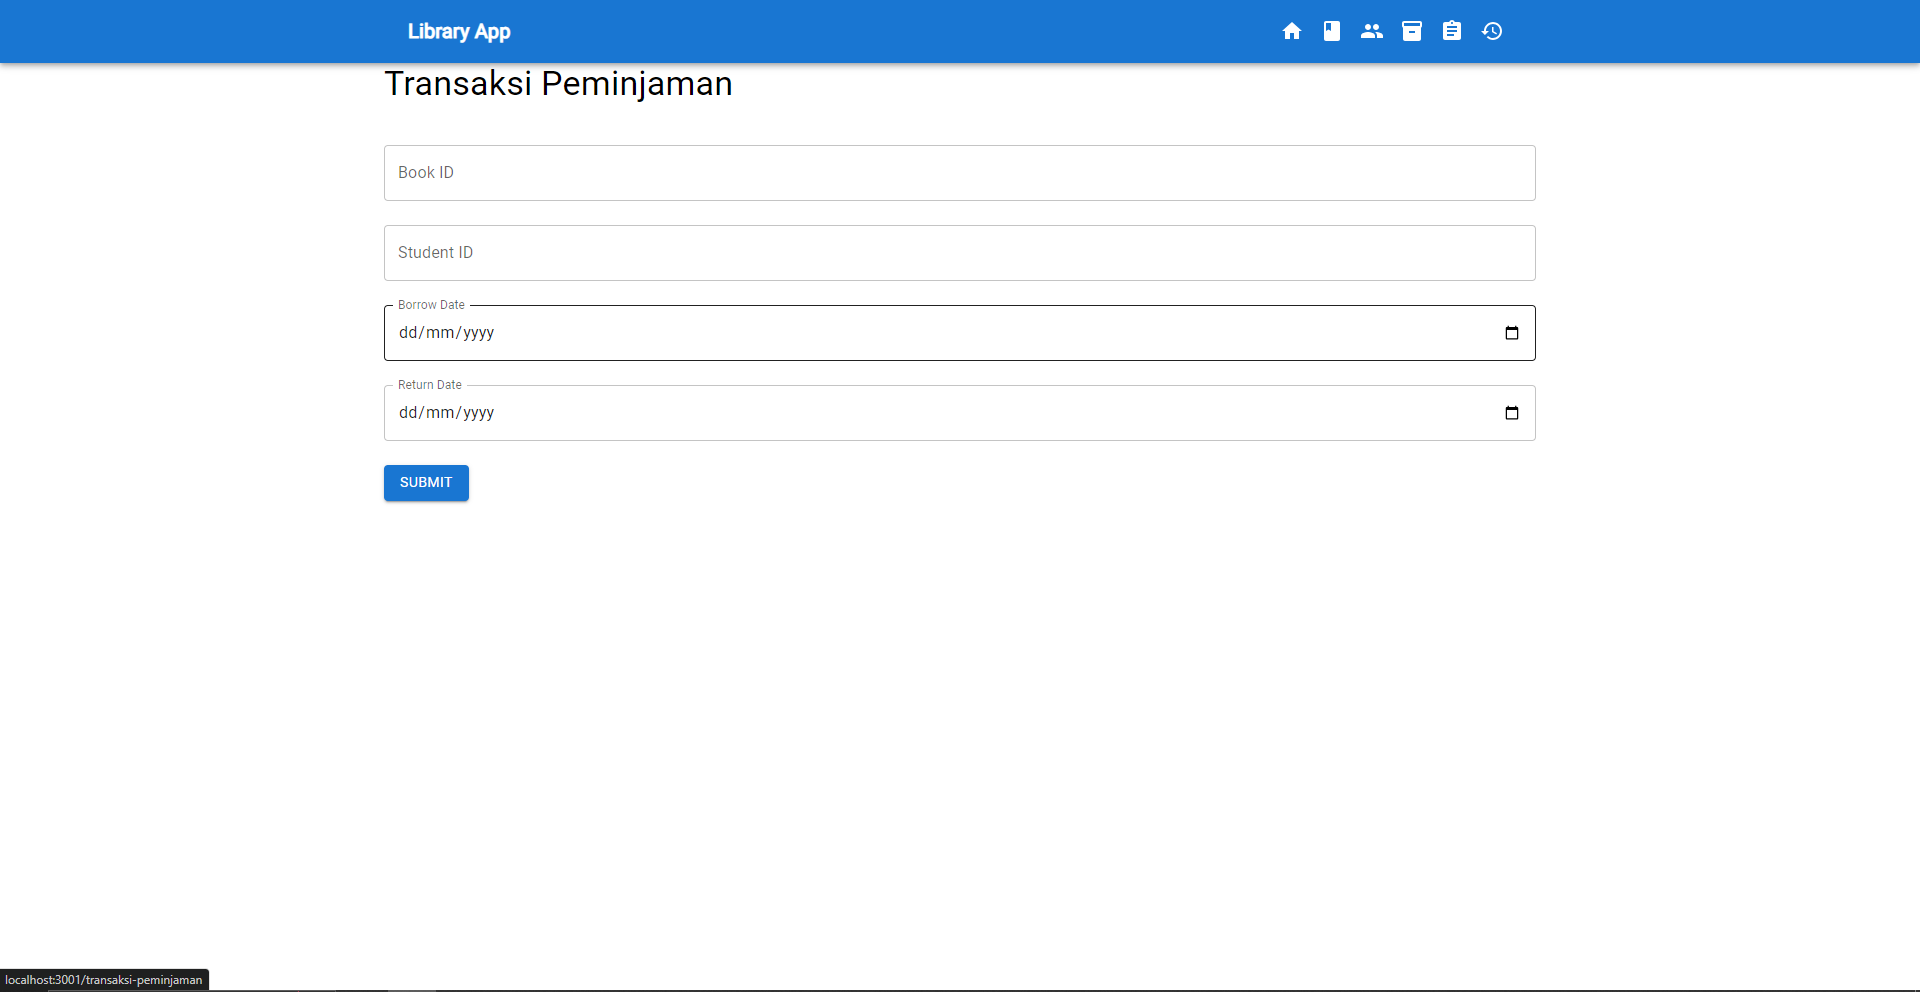 Library App
Transaksi Peminjaman
Book ID
Student ID
Borrow Date
dd/mm/yyyy
Return Date
dd/mm/yyyy
SUBMIT
localhost:3001/transaksi-peminjaman